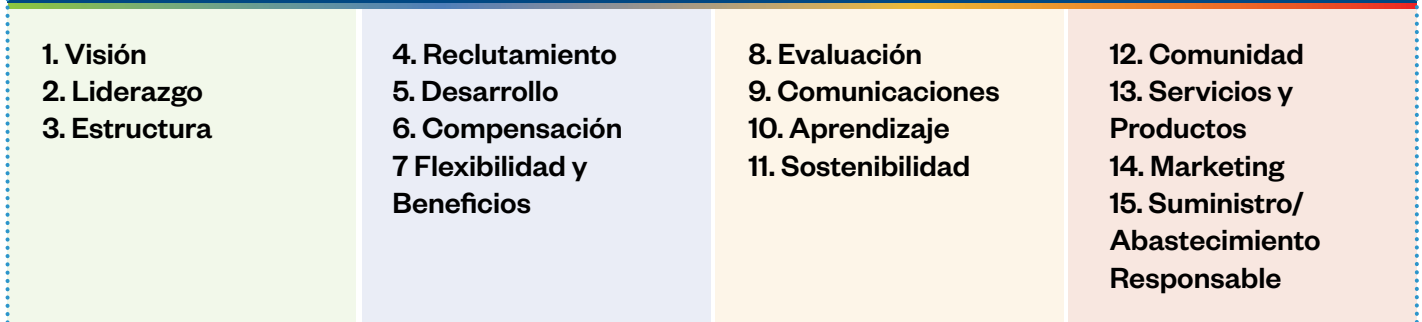 1. Visión
2. Liderazgo
3. Estructura
4. Reclutamiento
5. Desarrollo
6. Compensación
7 Flexibilidad y
Beneficios
8. Evaluación
9. Comunicaciones
10. Aprendizaje
11. Sostenibilidad
12. Comunidad
13. Servicios y
Productos
14. Marketing
15. Suministro/
Abastecimiento
Responsable